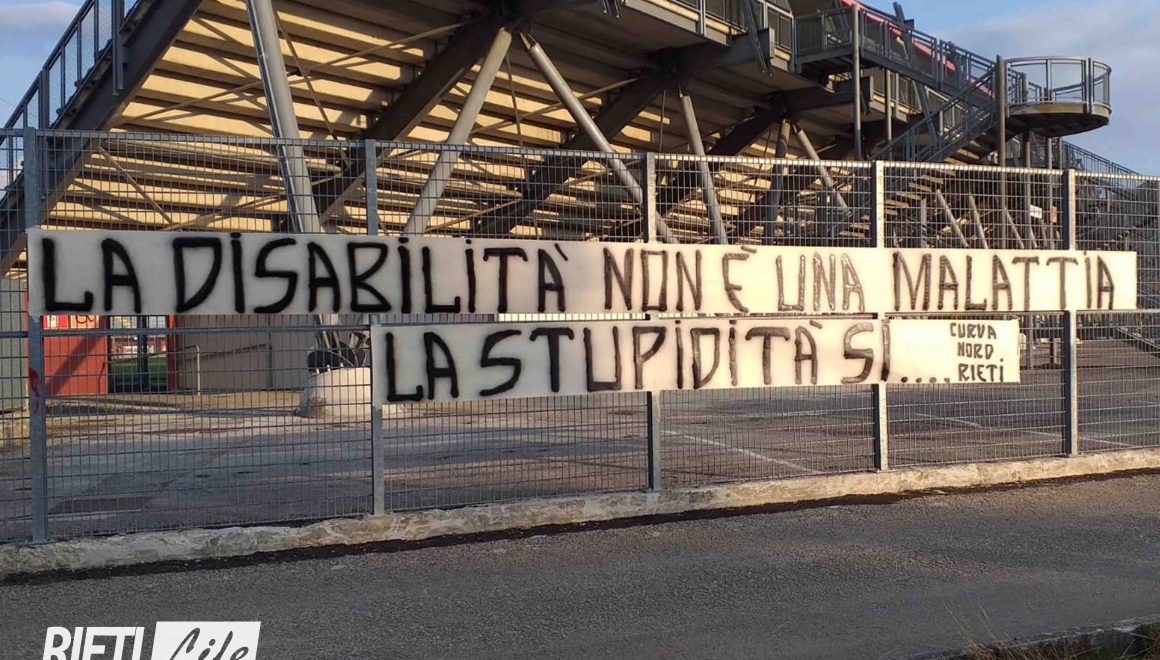 LA DISABILITÀ NON È UNA MALATTIA
LA STUPIDITÀ SI....
CURVA
NORD
RIETI
RIETI Life